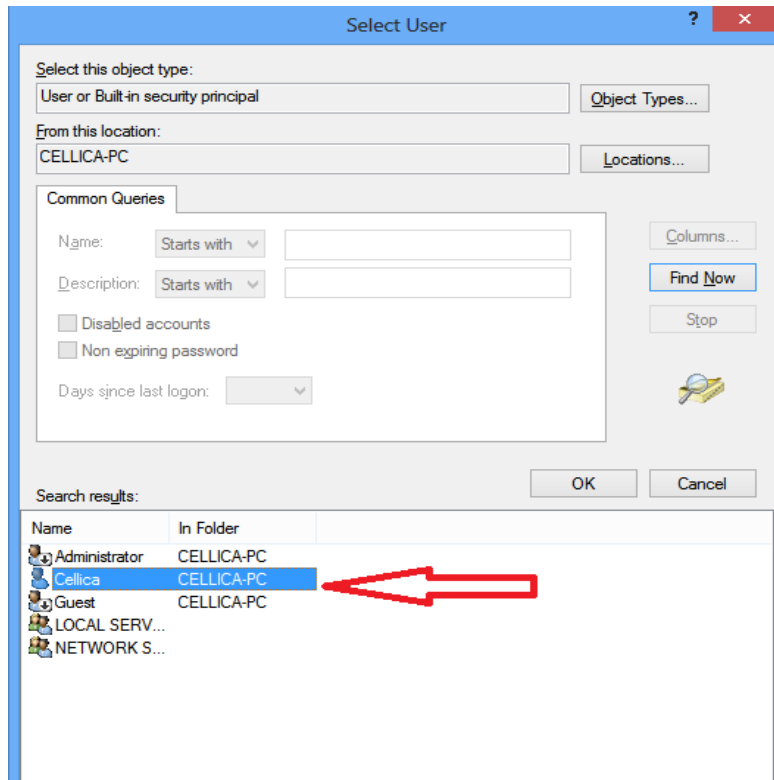 Select User
? ×
Select this object type:
User or Built-in security principal
Object Types...
From this location:
CELLICA-PC
Locations...
Common Queries
Name: Starts with
Columns...
Description: Starts with
Find Now
Disabled accounts
Stop
Non expiring password
Days since last logon:
OK Cancel
Search results:
Name In Folder
Administrator CELLICA-PC
Cellica CELLICA-PC
Guest CELLICA-PC
LOCAL SERV...
NETWORK S...